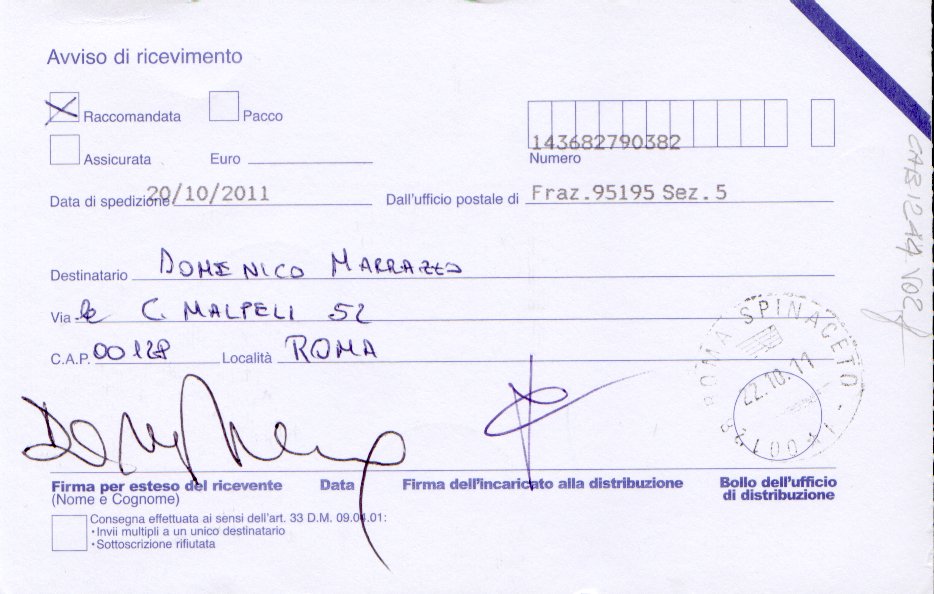 Avviso di ricevimento
Raccomandata Pacco
143682790382
Assicurata Euro Numero
Data di spedizione 20/10/2011 Dall'ufficio postale di Fraz.95195 Sez.5
Destinatario DOMENICO MARRAZZO
Via le C. MALPELI 52
C.A.P. 00128 Località ROMA
ROMA SPINACETO
22.10.11
Firma per esteso del ricevente Data Firma dell'incaricato alla distribuzione Bollo dell'ufficio
(Nome e Cognome) di distribuzione
Consegna effettuata ai sensi dell'art. 33 D.M. 09.04.01:
•Invii multipli a un unico destinatario
•Sottoscrizione rifiutata